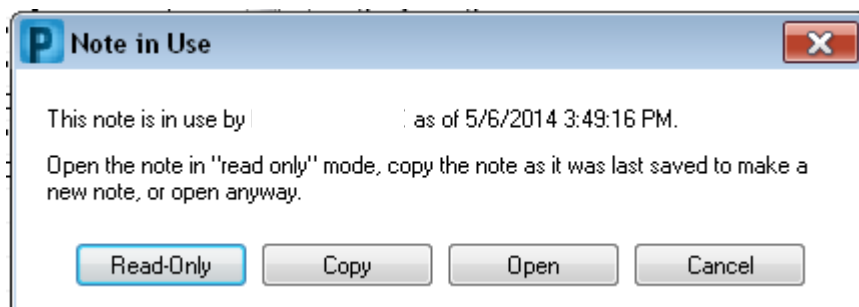 Note in Use
This note is in use by as of 5/6/2014 3:49:16 PM.
Open the note in "read only" mode, copy the note as it was last saved to make a
new note, or open anyway.
Read-Only Copy Open Cancel